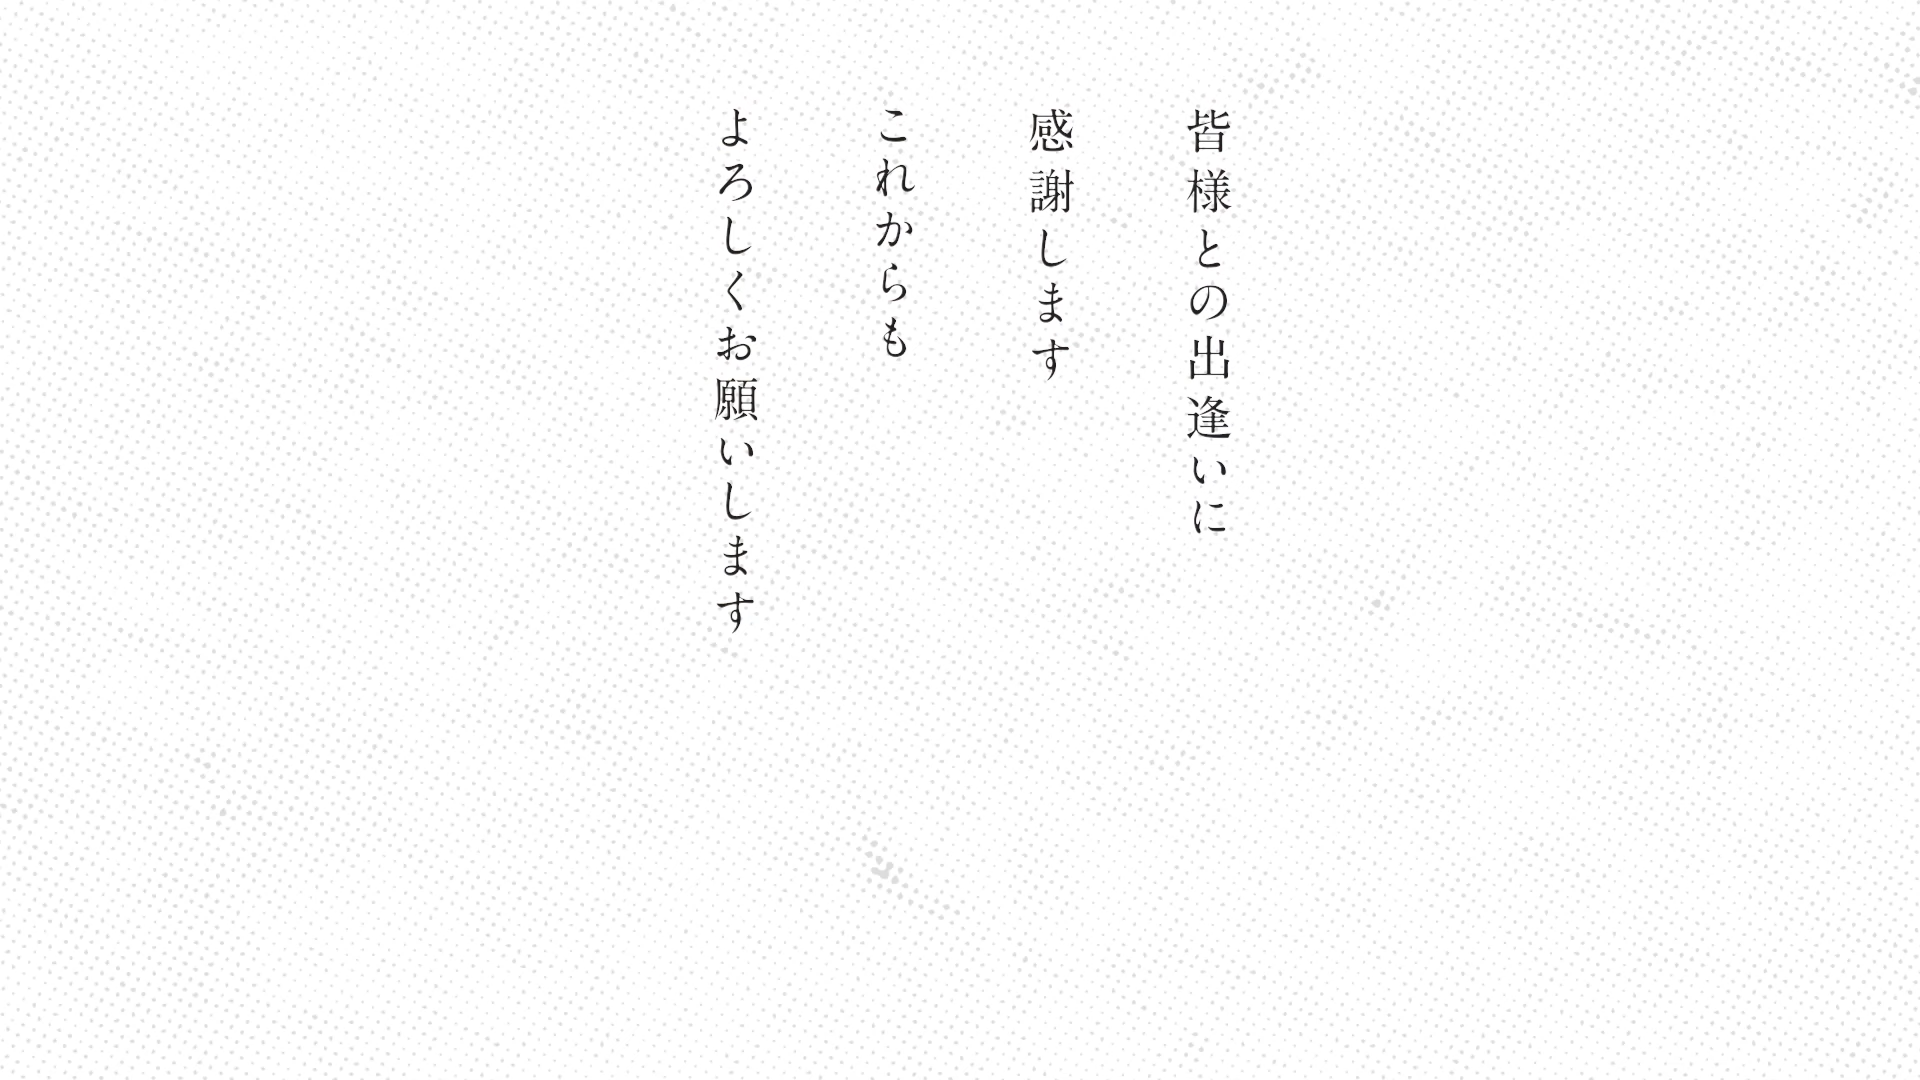 皆様との出逢いに
感謝します
これからも
よろしくお願いします